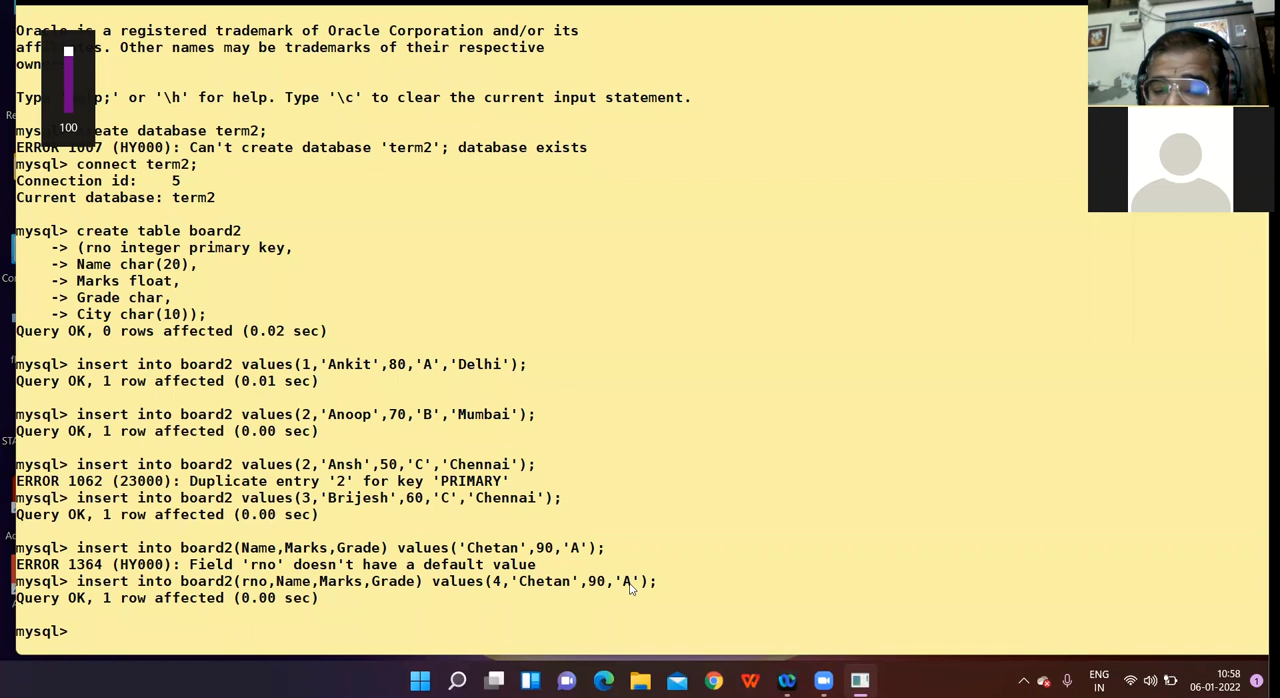 Oracle is a registered trademark of Oracle Corporation and/or its
aff tes. Other names may be trademarks of their respective
own
Typ lp;' or '\h' for help. Type '\c' to clear the current input statement.
100
mysql> create database term2;
ERROR 1007 (HY000): Can't create database 'term2'; database exists
mysql> connect term2;
Connection id:    5
Current database: term2
mysql> create table board2
    -> (rno integer primary key,
    -> Name char(20),
    -> Marks float,
    -> Grade char,
    -> City char(10));
Query OK, 0 rows affected (0.02 sec)
mysql> insert into board2 values(1,'Ankit',80,'A','Delhi');
Query OK, 1 row affected (0.01 sec)
mysql> insert into board2 values(2,'Anoop',70,'B','Mumbai');
Query OK, 1 row affected (0.00 sec)
mysql> insert into board2 values(2,'Ansh',50,'C','Chennai');
ERROR 1062 (23000): Duplicate entry '2' for key 'PRIMARY'
mysql> insert into board2 values(3,'Brijesh',60,'C','Chennai');
Query OK, 1 row affected (0.00 sec)
mysql> insert into board2(Name,Marks,Grade) values('Chetan',90,'A');
ERROR 1364 (HY000): Field 'rno' doesn't have a default value
mysql> insert into board2(rno,Name,Marks,Grade) values(4,'Chetan',90,'A');
Query OK, 1 row affected (0.00 sec)
mysql>
ENG
IN
10:58
06-01-2022
1